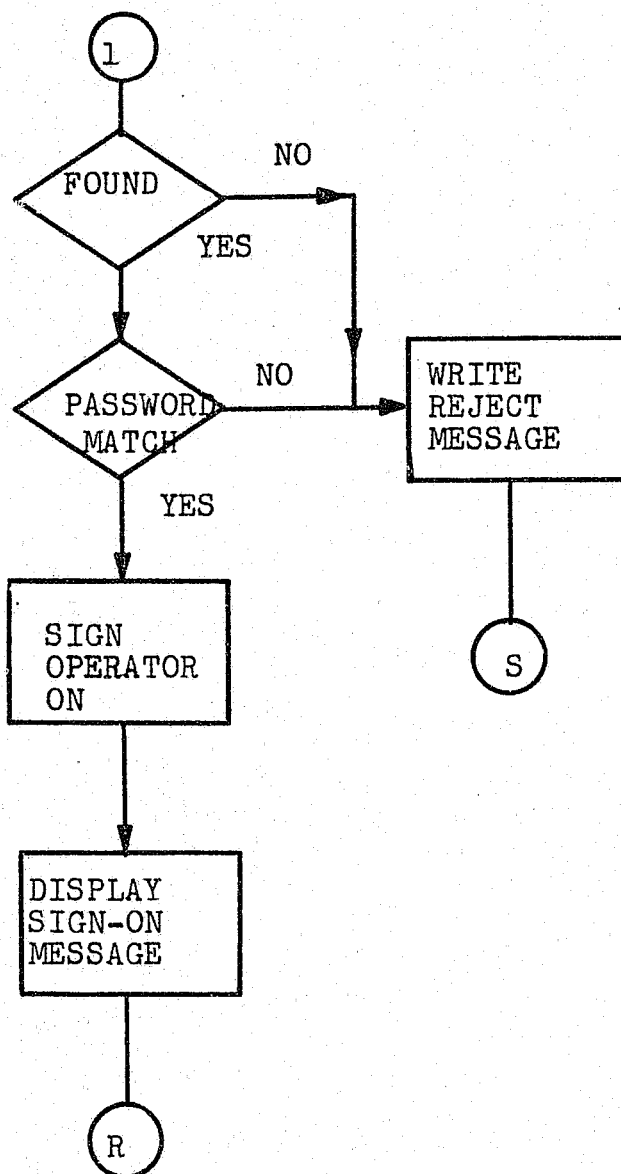 1
FOUND
NO
YES
PASSWORD
MATCH
NO
YES
WRITE
REJECT
MESSAGE
SIGN
OPERATOR
ON
S
DISPLAY
SIGN-ON
MESSAGE
R